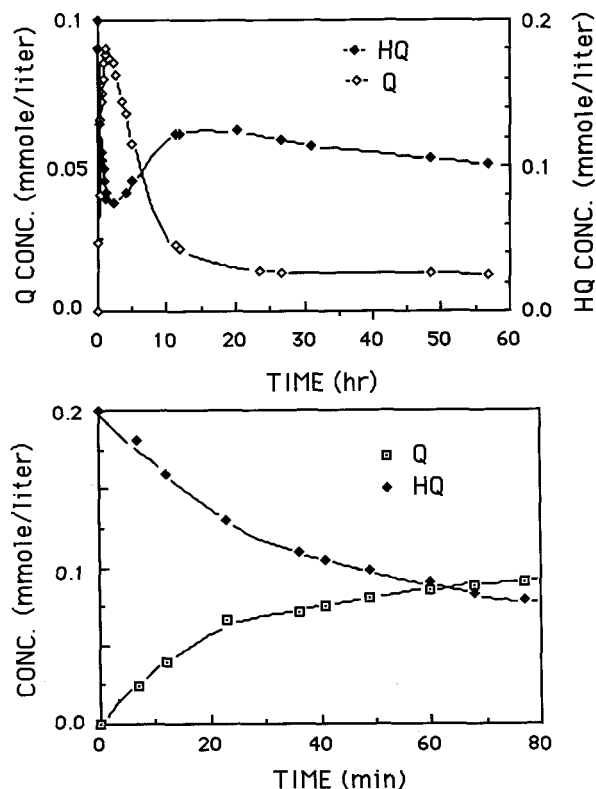 0.1
0.05
0.0
Q CONC. (mmole/liter)
HQ
Q
0.2
0.1
0.0
HQ CONC. (mmole/liter)
0 10 20 30 40 50 60
TIME (hr)
0.2
0.1
0.0
CONC. (mmole/liter)
Q
HQ
0 20 40 60 80
TIME (min)